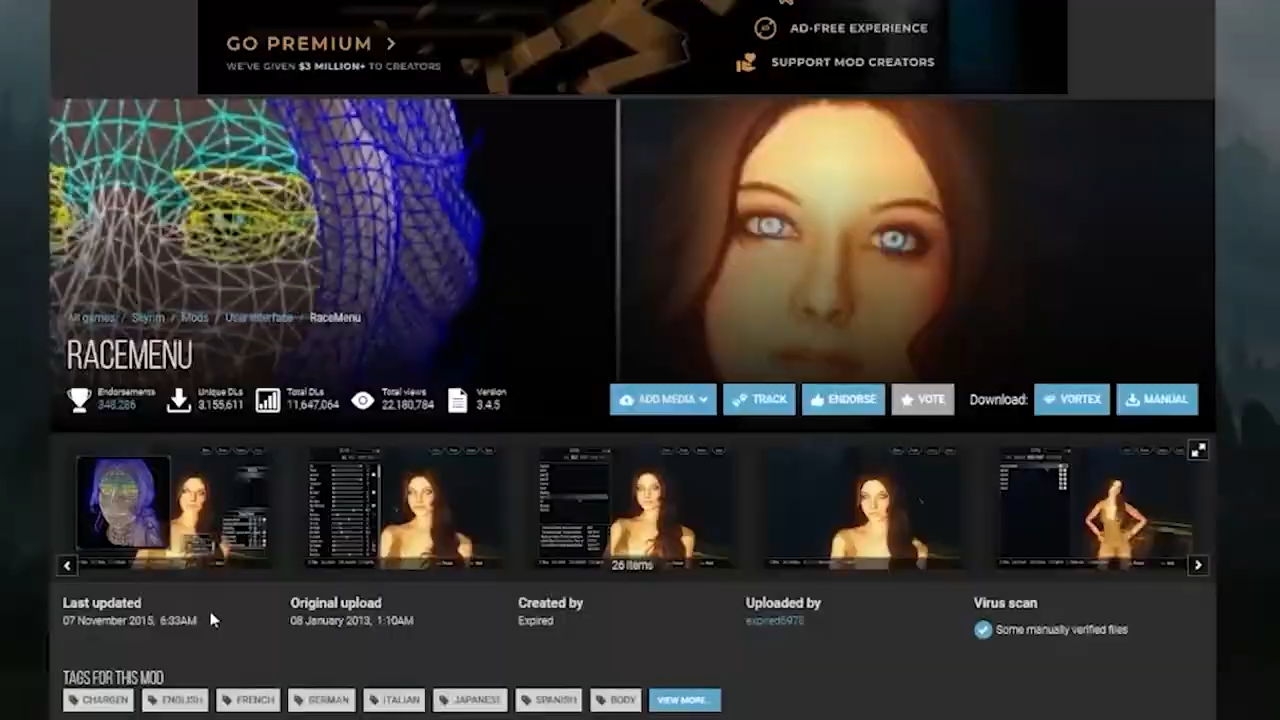 GO PREMIUM >
WE'VE GIVEN $3 MILLION+ TO CREATORS
AD-FREE EXPERIENCE
SUPPORT MOD CREATORS
All games / Skyrim / Mods / User Interface / RaceMenu
RACEMENU
Endorsements
348,286
Unique DLs
3,155,611
Total DLs
11,647,064
Total views
22,180,784
Version
3.4.5
ADD MEDIA
TRACK
ENDORSE
VOTE
Download:
VORTEX
MANUAL
26 items
Last updated
07 November 2015, 6:33AM
Original upload
08 January 2013, 1:10AM
Created by
Expired
Uploaded by
expired6978
Virus scan
Some manually verified files
TAGS FOR THIS MOD
CHARGEN
ENGLISH
FRENCH
GERMAN
ITALIAN
JAPANESE
SPANISH
BODY
VIEW MORE...